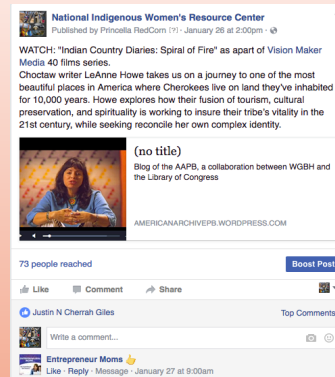 National Indigenous Women's Resource Center
Published by Princella RedCorn [?] · January 26 at 2:00pm ·
WATCH: "Indian Country Diaries: Spiral of Fire" as apart of Vision Maker
Media 40 films series.
Choctaw writer LeAnne Howe takes us on a journey to one of the most
beautiful places in America where Cherokees live on land they've inhabited
for 10,000 years. Howe explores how their fusion of tourism, cultural
preservation, and spirituality is working to insure their tribe's vitality in the
21st century, while seeking reconcile her own complex identity.
(no title)
Blog of the AAPB, a collaboration between WGBH and
the Library of Congress
AMERICANARCHIVEPB.WORDPRESS.COM
73 people reached
Boost Post
Like Comment Share
Justin N Cherrah Giles
Top Comments
Write a comment...
Entrepreneur Moms
Like · Reply · Message · January 27 at 9:00am